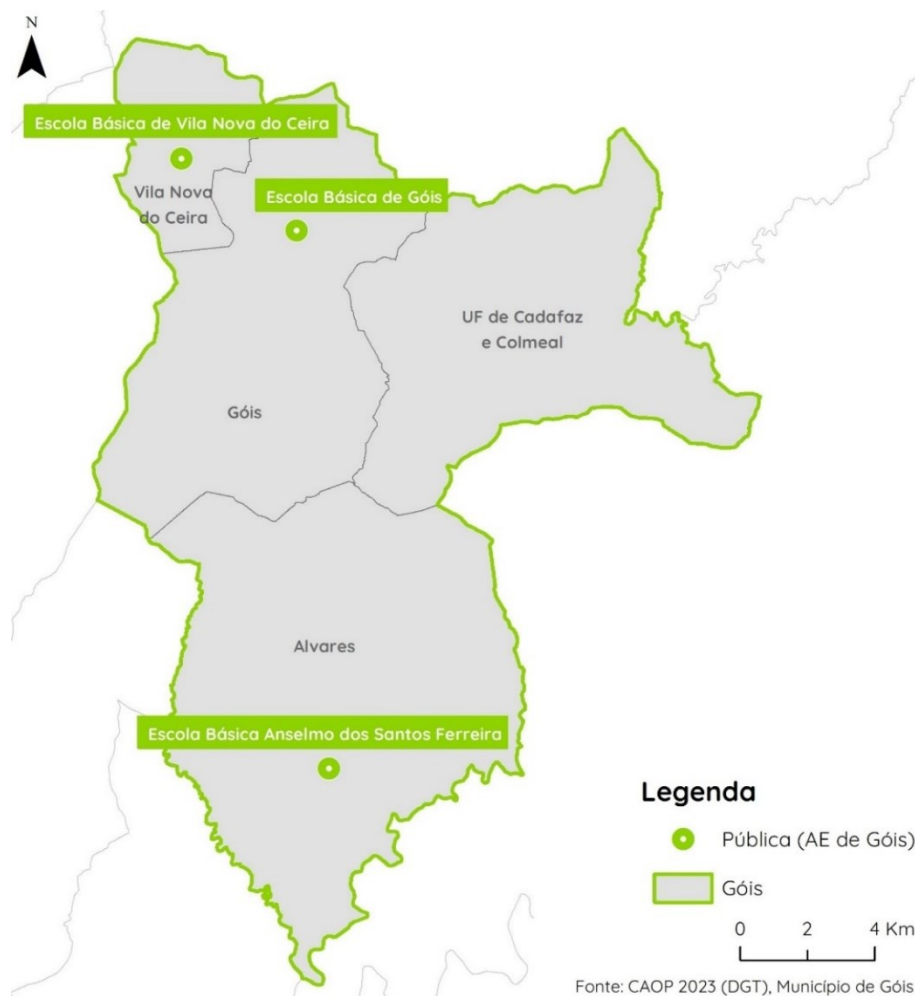 N
Escola Básica de Vila Nova do Ceira
Vila Nova
do Ceira
Escola Básica de Góis
UF de Cadafaz
e Colmeal
Góis
Alvares
Escola Básica Anselmo dos Santos Ferreira
Legenda
Pública (AE de Góis)
Góis
0 2 4 Km
Fonte: CAOP 2023 (DGT), Município de Góis